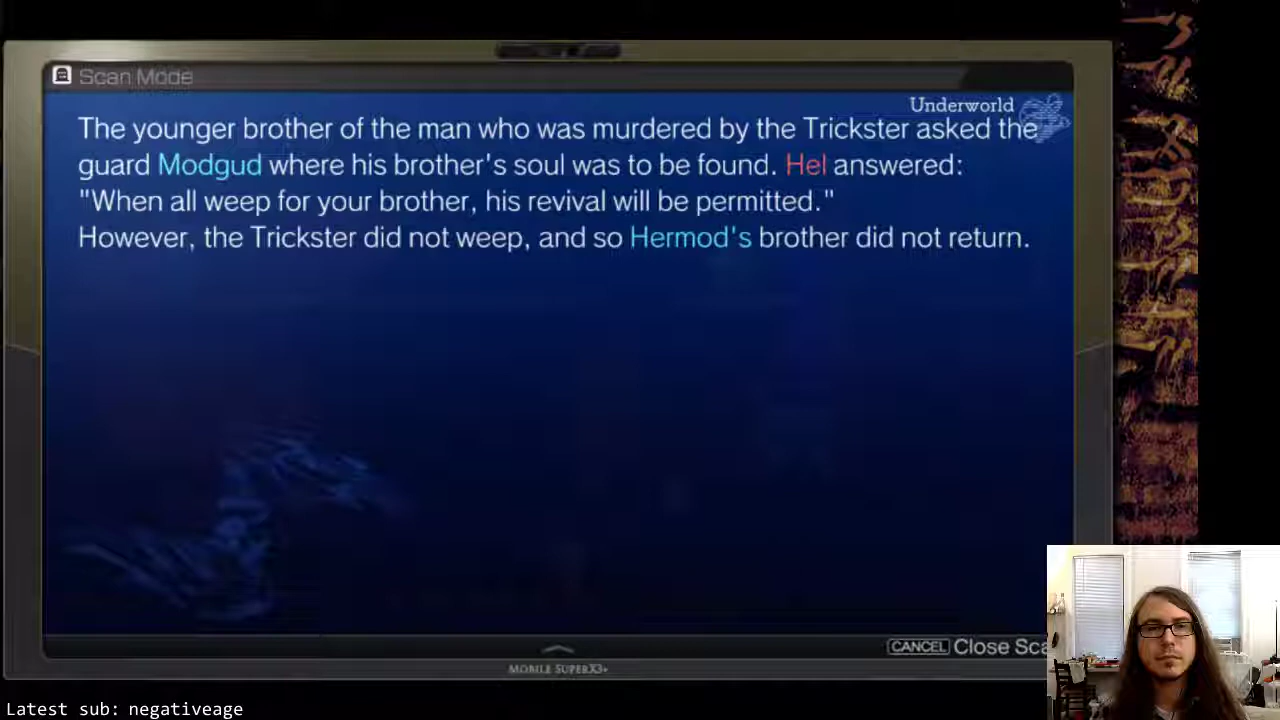 Scan Mode
Underworld
The younger brother of the man who was murdered by the Trickster asked the
guard Modgud where his brother's soul was to be found. Hel answered:
"When all weep for your brother, his revival will be permitted."
However, the Trickster did not weep, and so Hermod's brother did not return.
CANCEL Close Sca
MOBILE SUPERX3+
Latest sub: negativeage